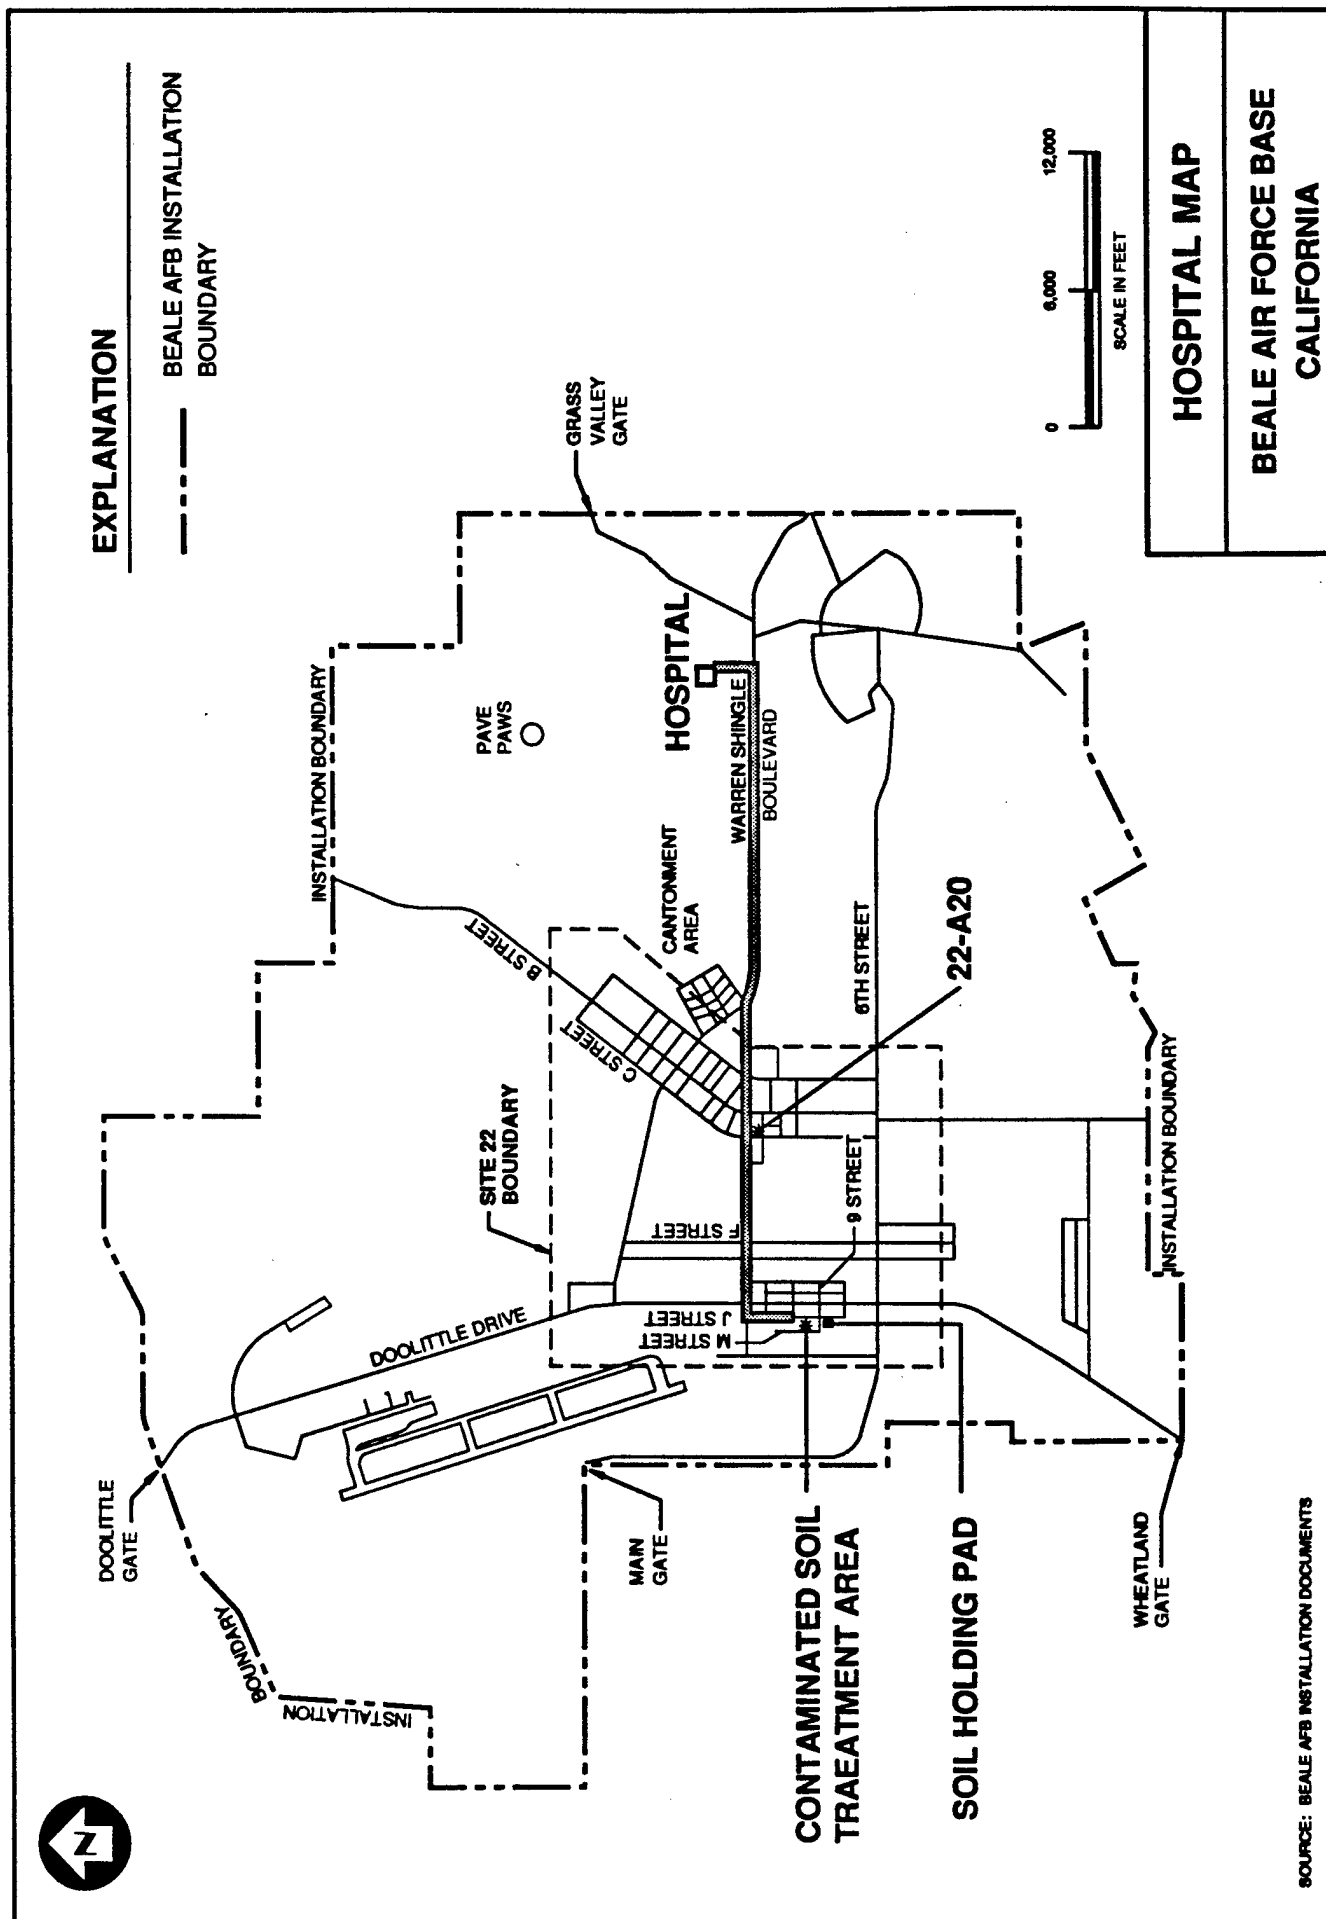 N
EXPLANATION
BEALE AFB INSTALLATION
BOUNDARY
DOOLITTLE
GATE
BOUNDARY
INSTALLATION
INSTALLATION BOUNDARY
DOOLITTLE DRIVE
SITE 22
BOUNDARY
B STREET
C STREET
PAVE
PAWS
GRASS
VALLEY
GATE
MAIN
GATE
M STREET
J STREET
F STREET
CANTONMENT
AREA
HOSPITAL
WARREN SHINGLE
BOULEVARD
9 STREET
6TH STREET
22-A20
CONTAMINATED SOIL
TRAEATMENT AREA
SOIL HOLDING PAD
WHEATLAND
GATE
INSTALLATION BOUNDARY
0
6,000
12,000
SCALE IN FEET
HOSPITAL MAP
BEALE AIR FORCE BASE
CALIFORNIA
SOURCE: BEALE AFB INSTALLATION DOCUMENTS